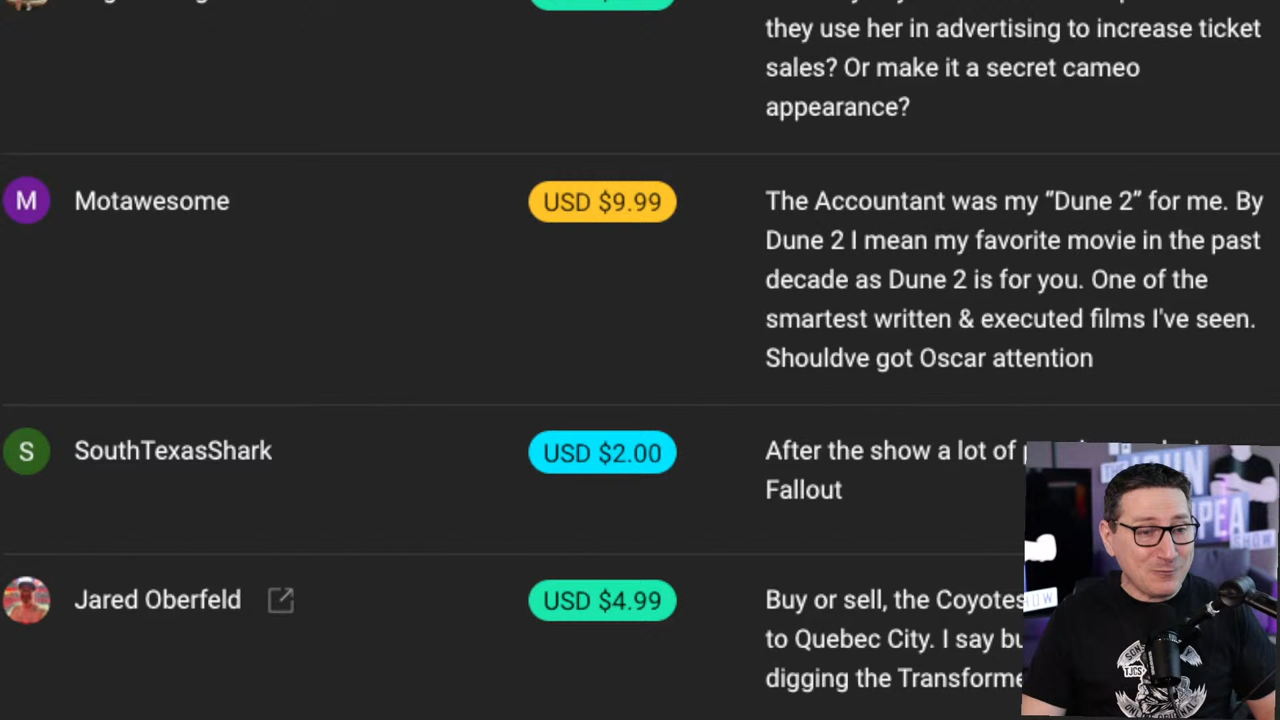 they use her in advertising to increase ticket
sales? Or make it a secret cameo
appearance?
M Motawesome USD $9.99 The Accountant was my “Dune 2” for me. By
Dune 2 I mean my favorite movie in the past
decade as Dune 2 is for you. One of the
smartest written & executed films I've seen.
Shouldve got Oscar attention
S SouthTexasShark USD $2.00 After the show a lot of
Fallout
Jared Oberfeld USD $4.99 Buy or sell, the Coyotes
to Quebec City. I say
digging the
TJCS